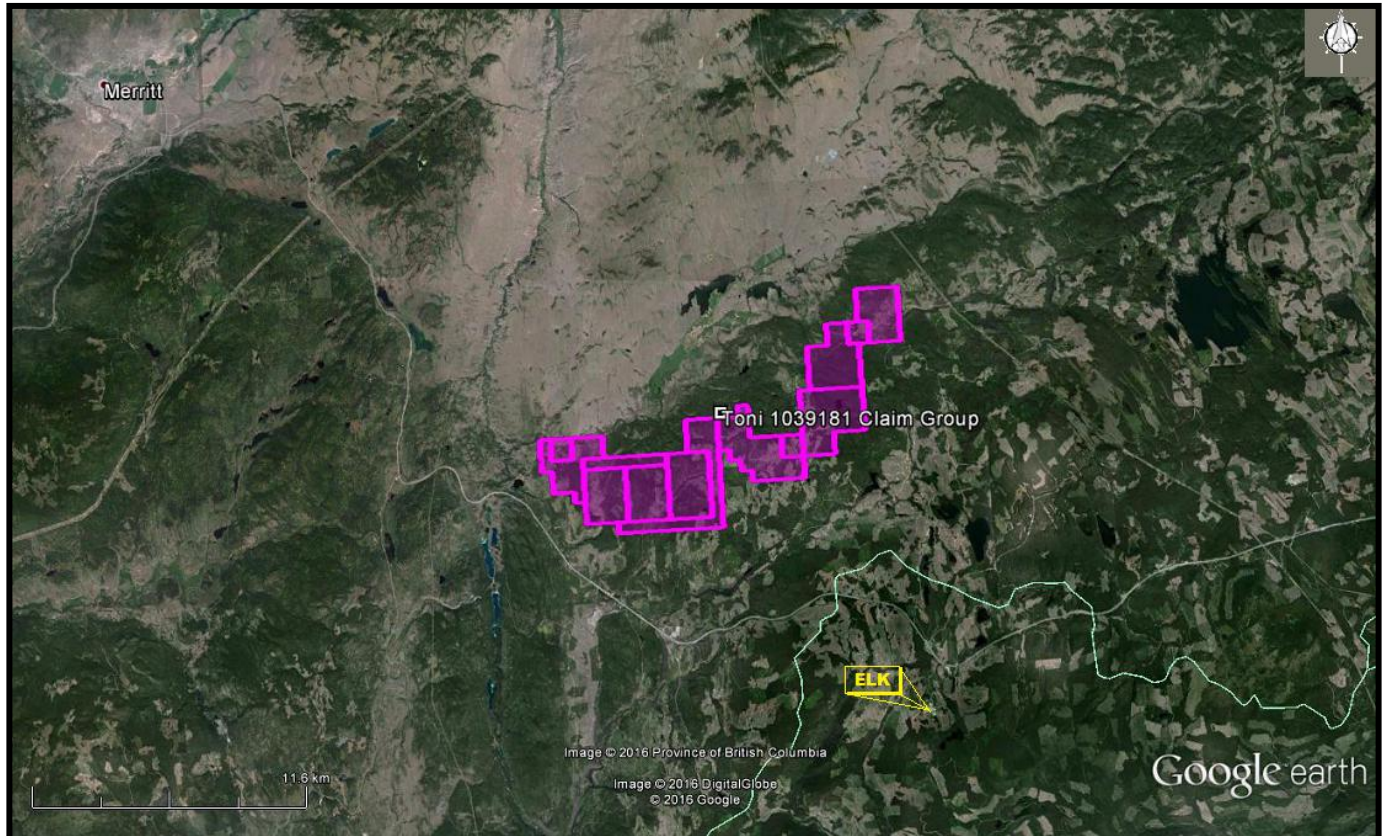 Merritt
Toni 1039181 Claim Group
ELK
Image © 2016 Province of British Columbia
11.6 km
Image © 2016 DigitalGlobe
© 2016 Google
Google earth